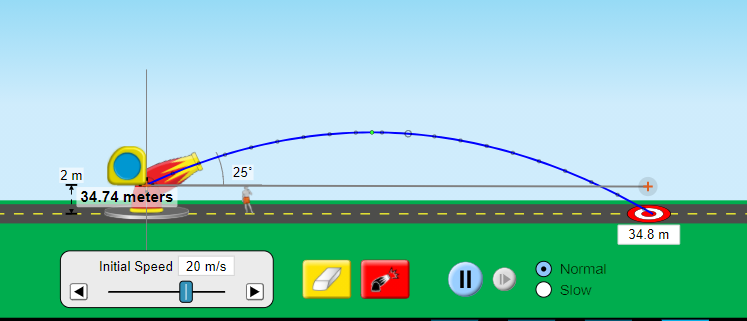 25°
2 m
34.74 meters
34.8 m
Initial Speed 20 m/s
Normal
Slow